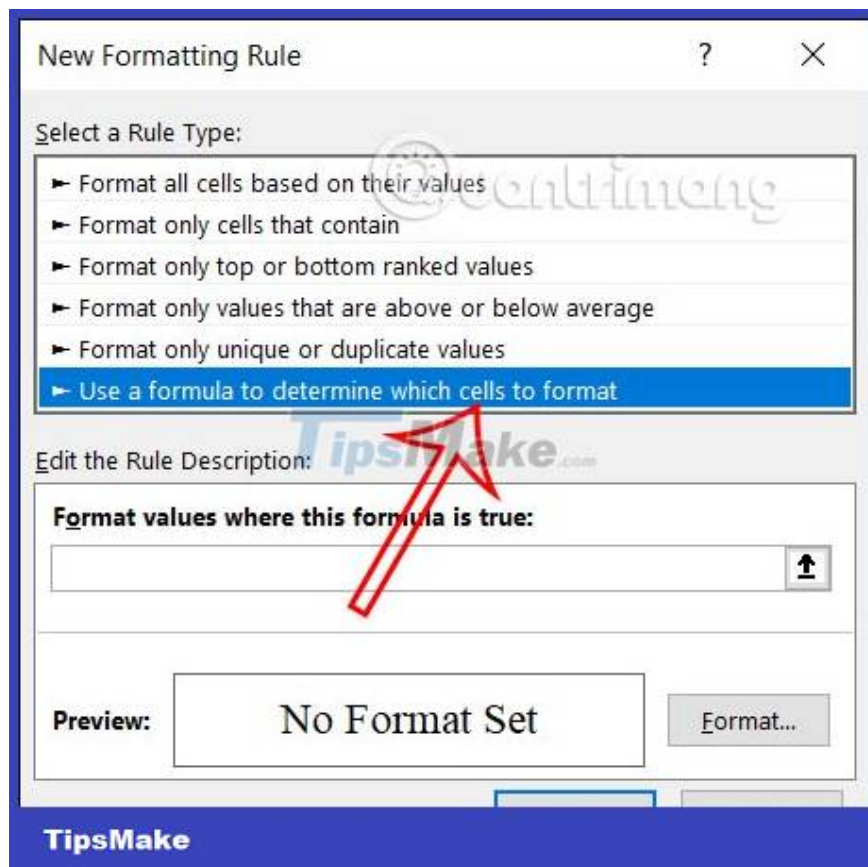 New Formatting Rule ?
Select a Rule Type:
► Format all cells based on their values
@uantrimang
► Format only cells that contain
► Format only top or bottom ranked values
► Format only values that are above or below average
► Format only unique or duplicate values
► Use a formula to determine which cells to format
TipsMake.com
Edit the Rule Description:
Format values where this formula is true:
Preview:
No Format Set
Format...
TipsMake